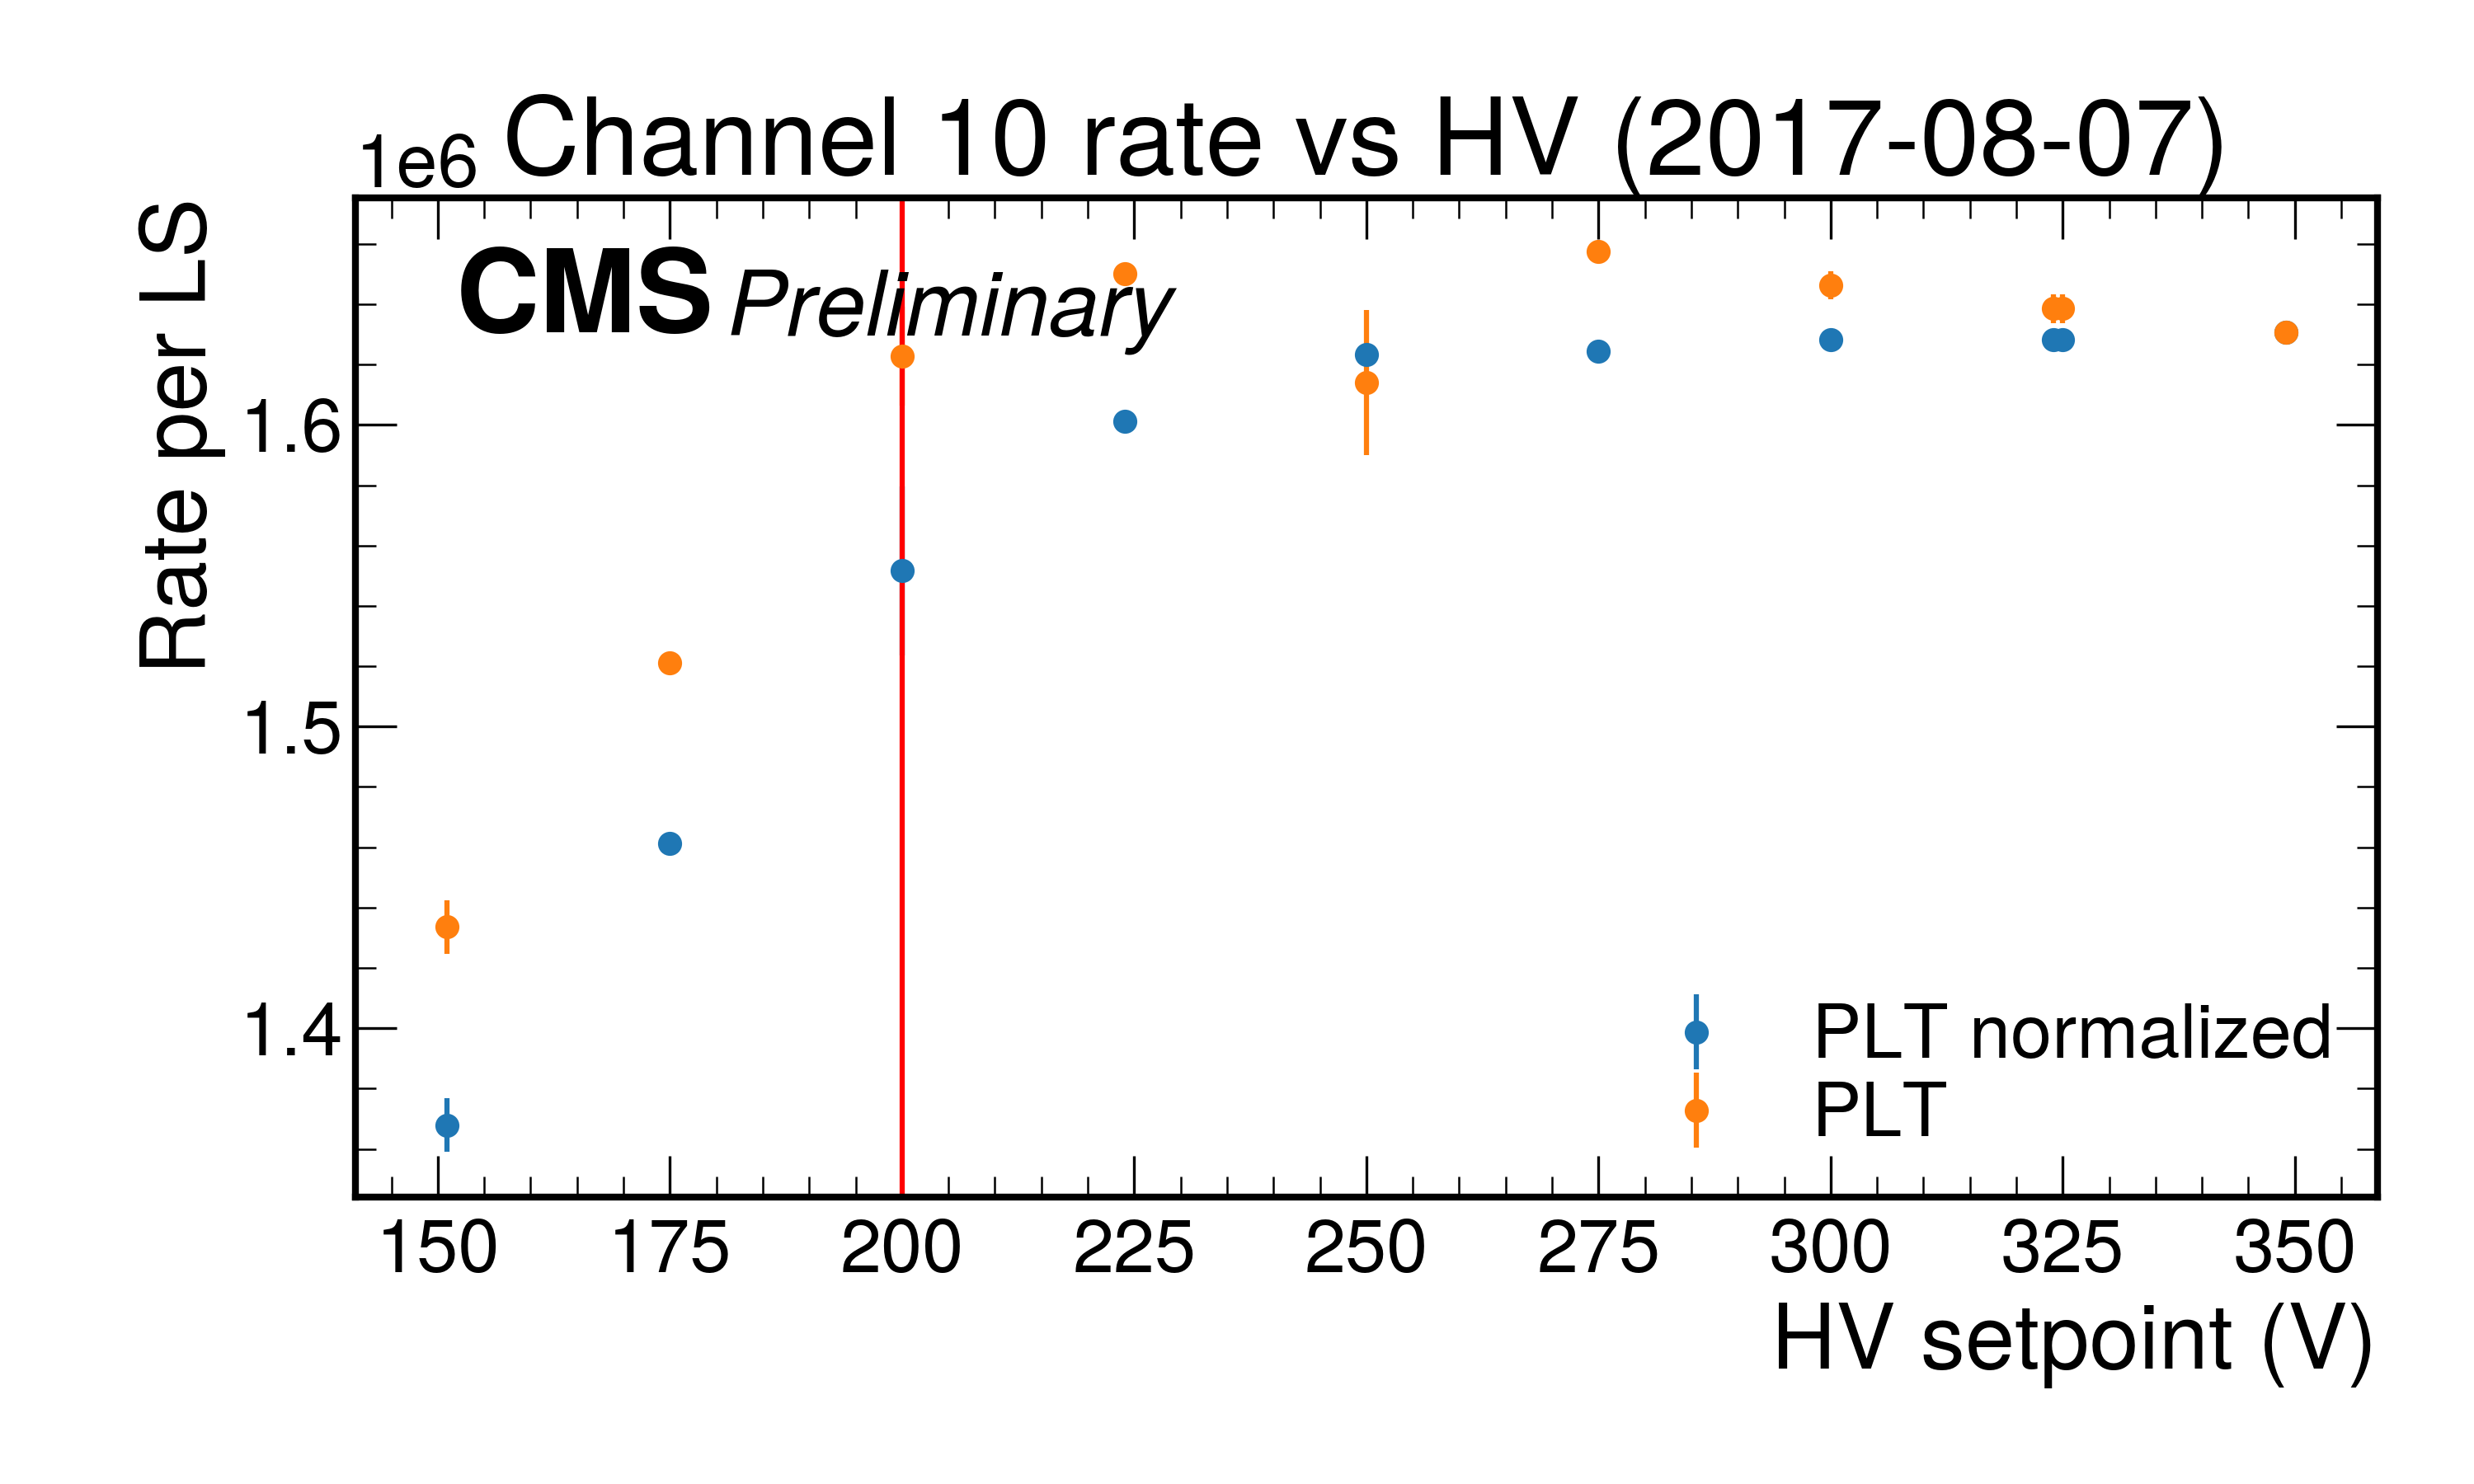 Channel 10 rate vs HV (2017-08-07)
1e6
CMS Preliminary
Rate per LS
1.6
1.5
1.4
PLT normalized
PLT
150 175 200 225 250 275 300 325 350
HV setpoint (V)